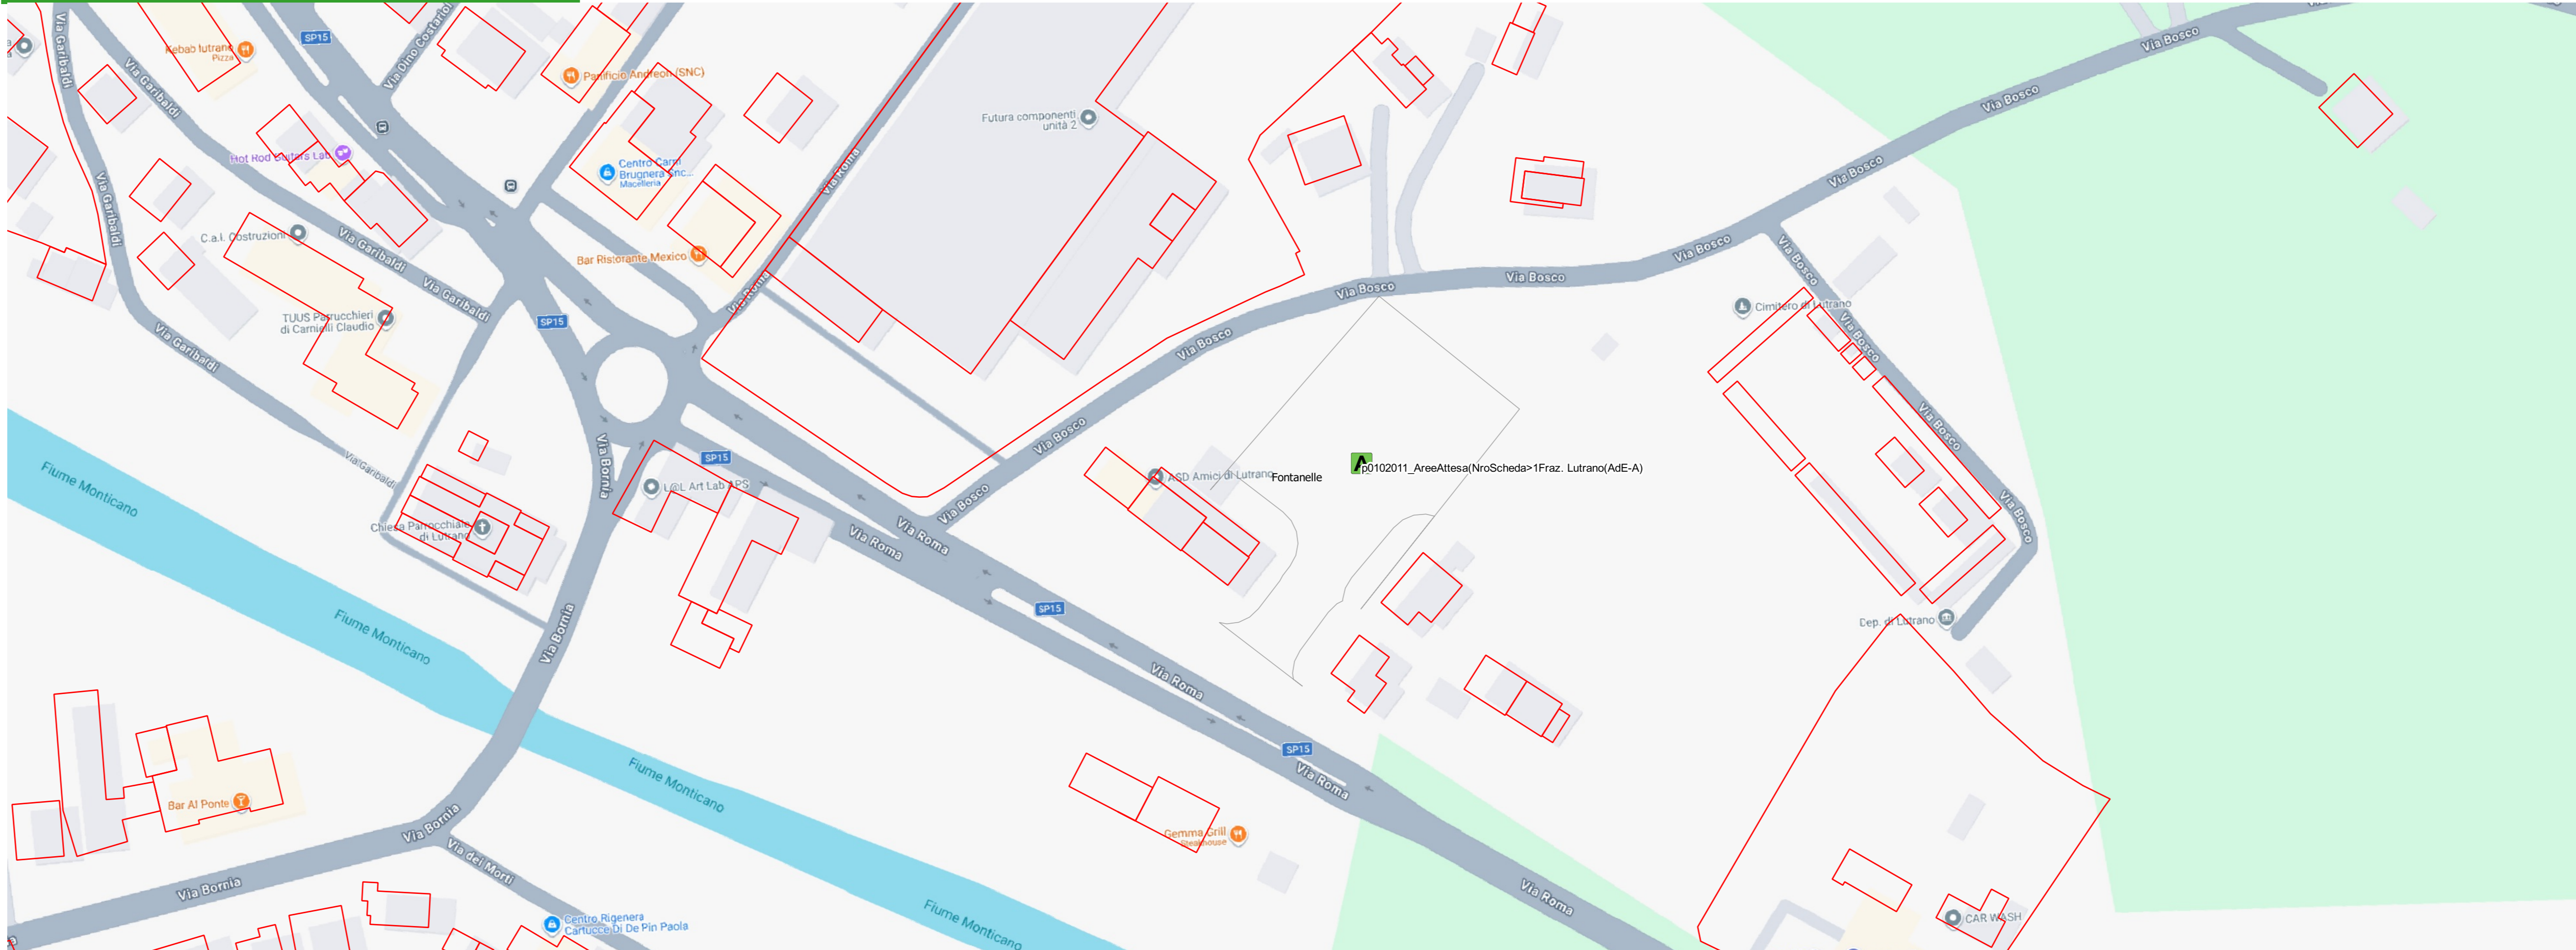 Via Garibaldi
SP15
Via Dino Costariol
Kebab lutrano
Pizza
Via Garibaldi
Panificio Andreon (SNC)
Via Bosco
Via Bosco
Futura componenti
unità 2
Hot Rod Guitars Lab
Centro Carni
Brugnera Snc...
Macelleria
Via Roma
Via Bosco
Via Garibaldi
C.a.I. Costruzioni
Via Garibaldi
Bar Ristorante Mexico
Via Bosco
Via Bosco
Via Garibaldi
Via Roma
Via Bosco
Via Bosco
Cimitero di Lutrano
TUUS Parrucchieri
di Carnielli Claudio
SP15
Via Garibaldi
Via Bosco
Via Bosco
Via Bosco
Via Bosco
Via Garibaldi
Fiume Monticano
Via Bornia
SP15
L@L Art Lab APS
ASD Amici di Lutrano
Fontanelle
A
p0102011_AreeAttesa(NroScheda>1Fraz. Lutrano(AdE-A)
Via Bosco
Via Bosco
Chiesa Parrocchiale
di Lutrano
Via Roma
Via Roma
Fiume Monticano
Via Bornia
SP15
Dep. di Lutrano
Via Roma
SP15
Via Roma
Fiume Monticano
Bar Al Ponte
Via Bornia
Gemma Grill
Steakhouse
Via dei Morti
Via Bornia
Via Roma
Fiume Monticano
Centro Rigenera
Cartucce Di De Pin Paola
CAR WASH